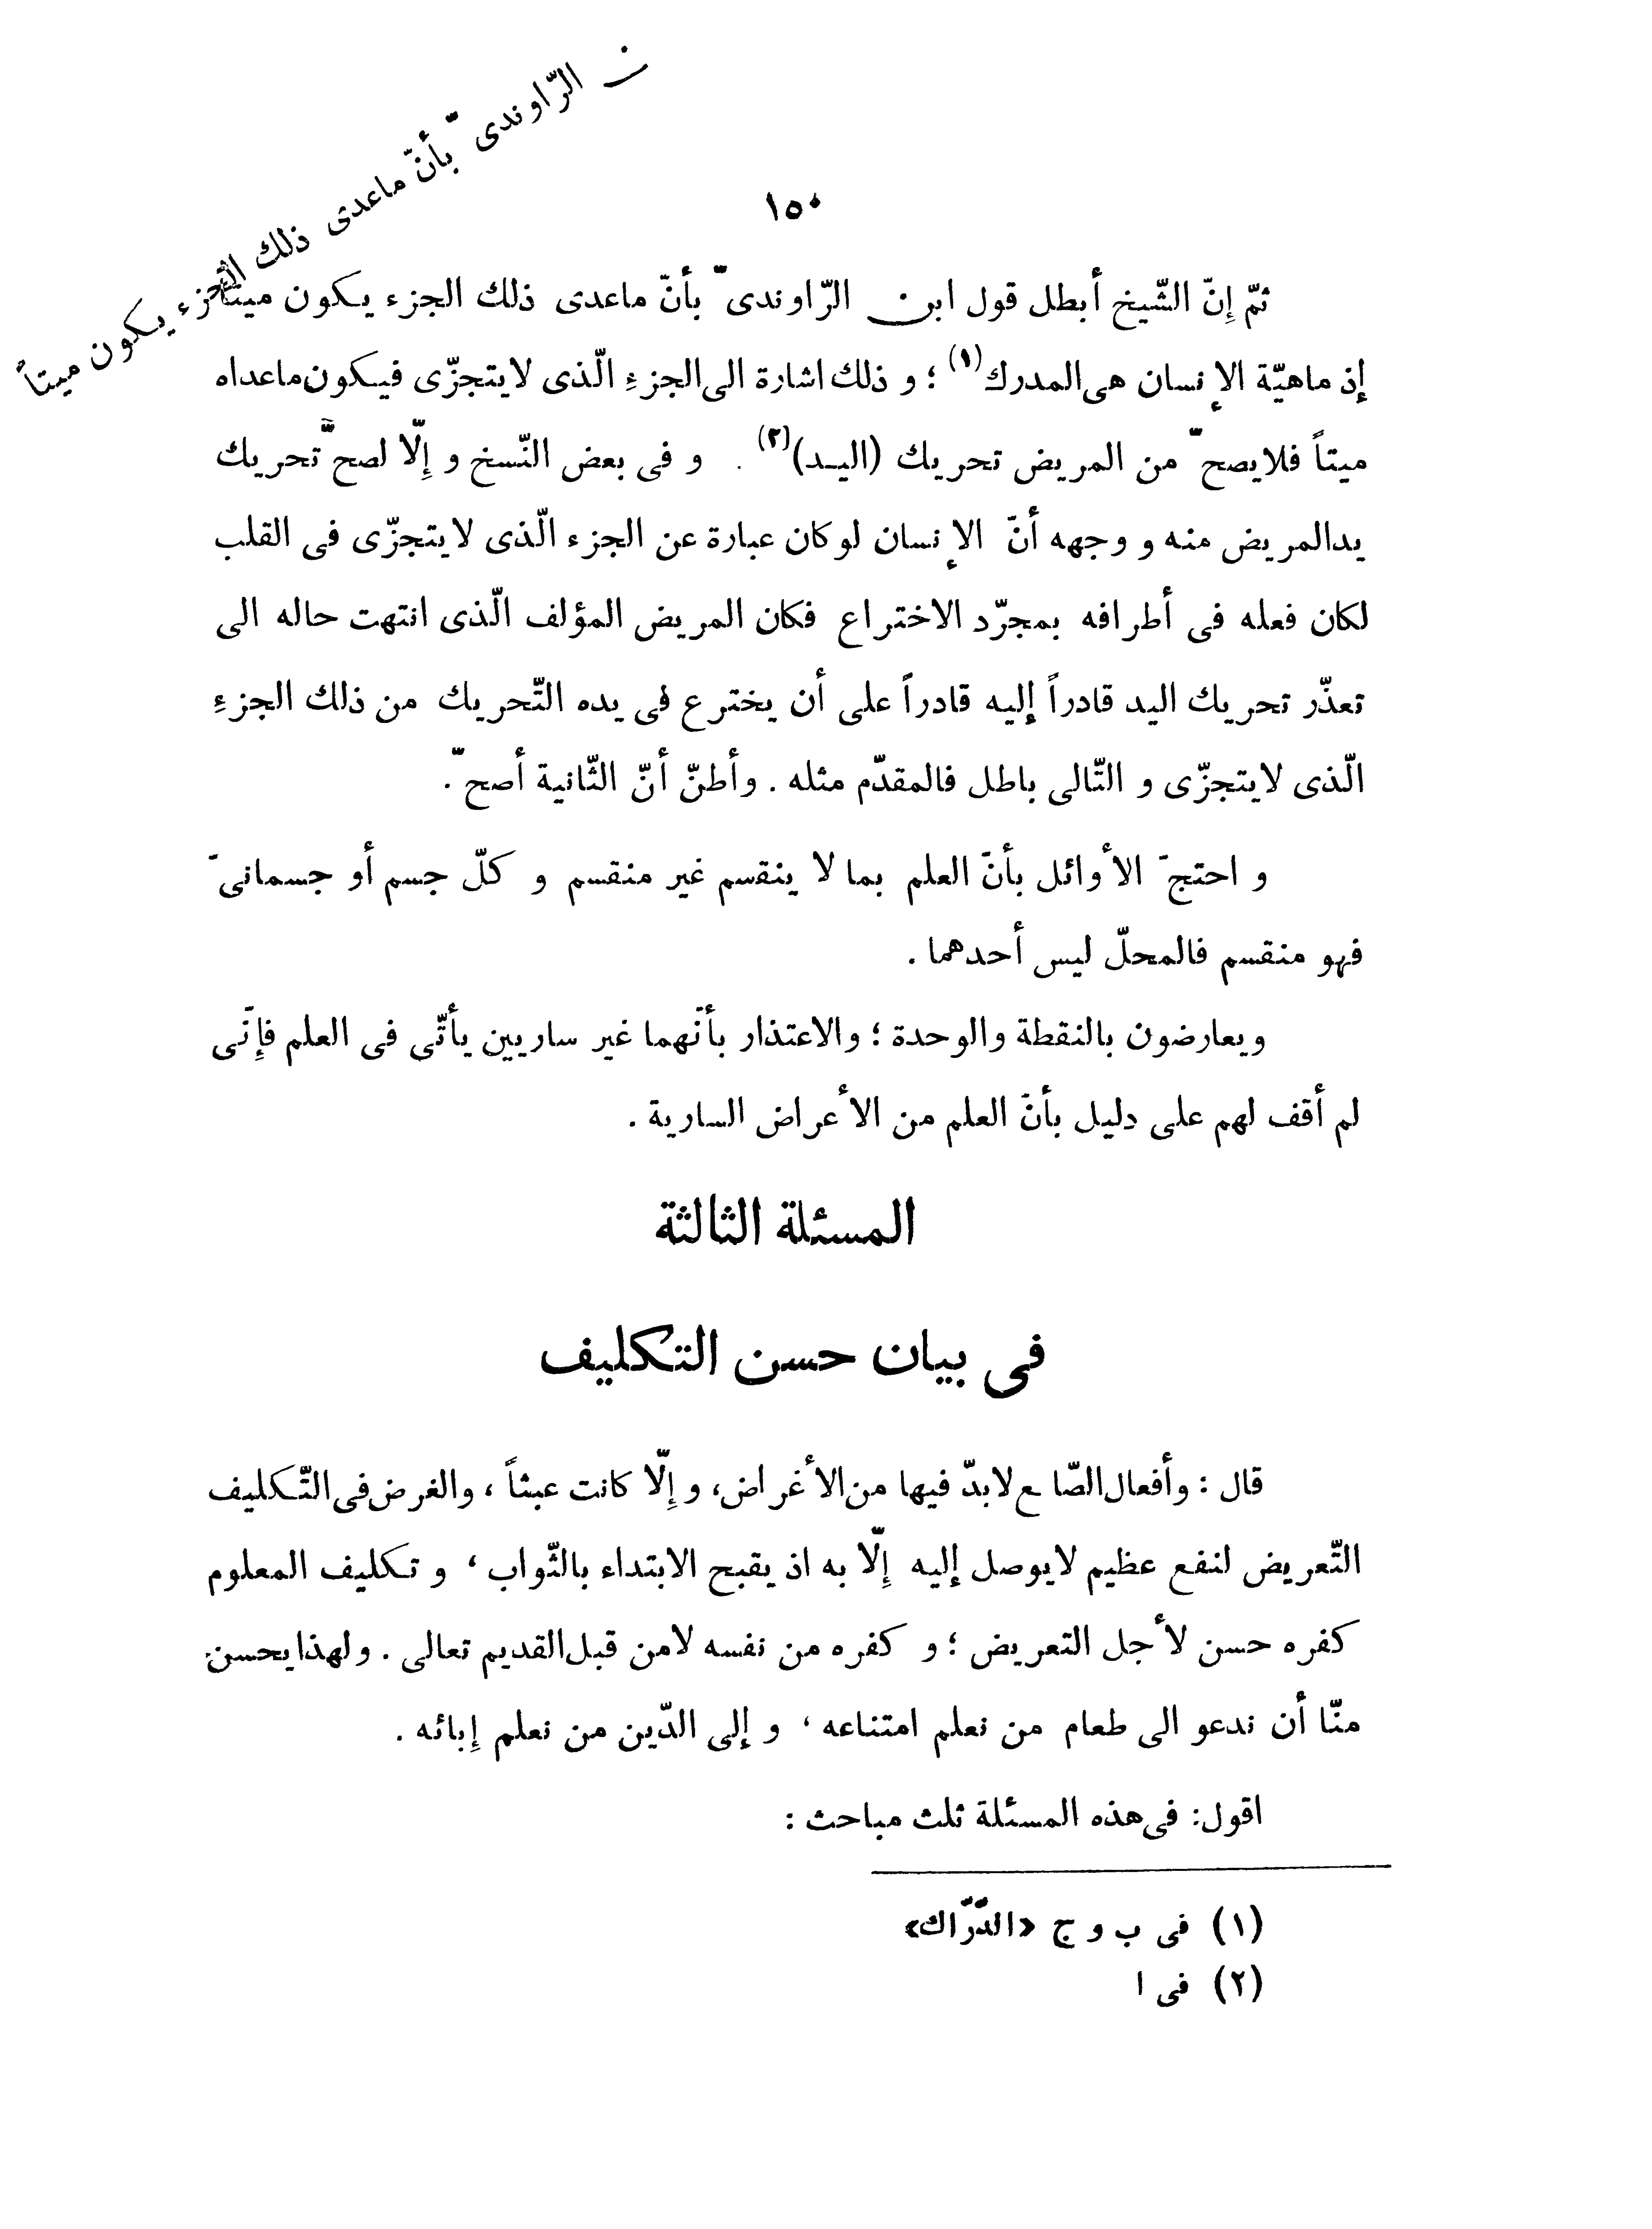 ن الرّاوندىّ بأنّ ماعدى ذلك الجزء يكون ميتاً
١٥٠
ثمّ إنّ الشّيخ أبطل قول ابن الرّاوندىّ بأنّ ماعدى ذلك الجزء يكون ميتاً
إذ ماهيّة الإنسان هى المدرك(١) ؛ و ذلك اشارة الى الجزءِ الّذى لايتجزّى فيكون ماعداه
ميتاً فلايصحّ من المريض تحريك (اليد)(٢) . و فى بعض النّسخ و إلّا لصحّ تحريك
يدالمريض منه و وجهه أنّ الإنسان لوكان عبارة عن الجزء الّذى لايتجزّى فى القلب
لكان فعله فى أطرافه بمجرّد الاختراع فكان المريض المؤلف الّذى انتهت حاله الى
تعذّر تحريك اليد قادراً إليه قادراً على أن يخترع فى يده التّحريك من ذلك الجزءِ
الّذى لايتجزّى و التّالى باطل فالمقدّم مثله . وأطنّ أنّ الثّانية أصحّ .
و احتجّ الأوائل بأنّ العلم بما لا ينقسم غير منقسم و كلّ جسم أو جسمانىّ
فهو منقسم فالمحلّ ليس أحدهما .
ويعارضون بالنقطة والوحدة ؛ والاعتذار بأنّهما غير ساريين يأتّى فى العلم فإنّى
لم أقف لهم على دليل بأنّ العلم من الأعراض السارية .
المسئلة الثالثة
فى بيان حسن التكليف
قال : وأفعال الصّانع لابدّ فيها من الأغراض، و إلّا كانت عبثاً ، والغرض فى التّكليف
التّعريض لنفع عظيم لايوصل إليه إلّا به اذ يقبح الابتداء بالثّواب ، و تكليف المعلوم
كفره حسن لأجل التعريض ؛ و كفره من نفسه لامن قبل القديم تعالى . ولهذا يحسن
منّا أن ندعو الى طعام من نعلم امتناعه ، و إلى الدّين من نعلم إبائه .
اقول: فى هذه المسئلة ثلث مباحث :
(١) فى ب و ج «الدّرّاك»
(٢) فى ا